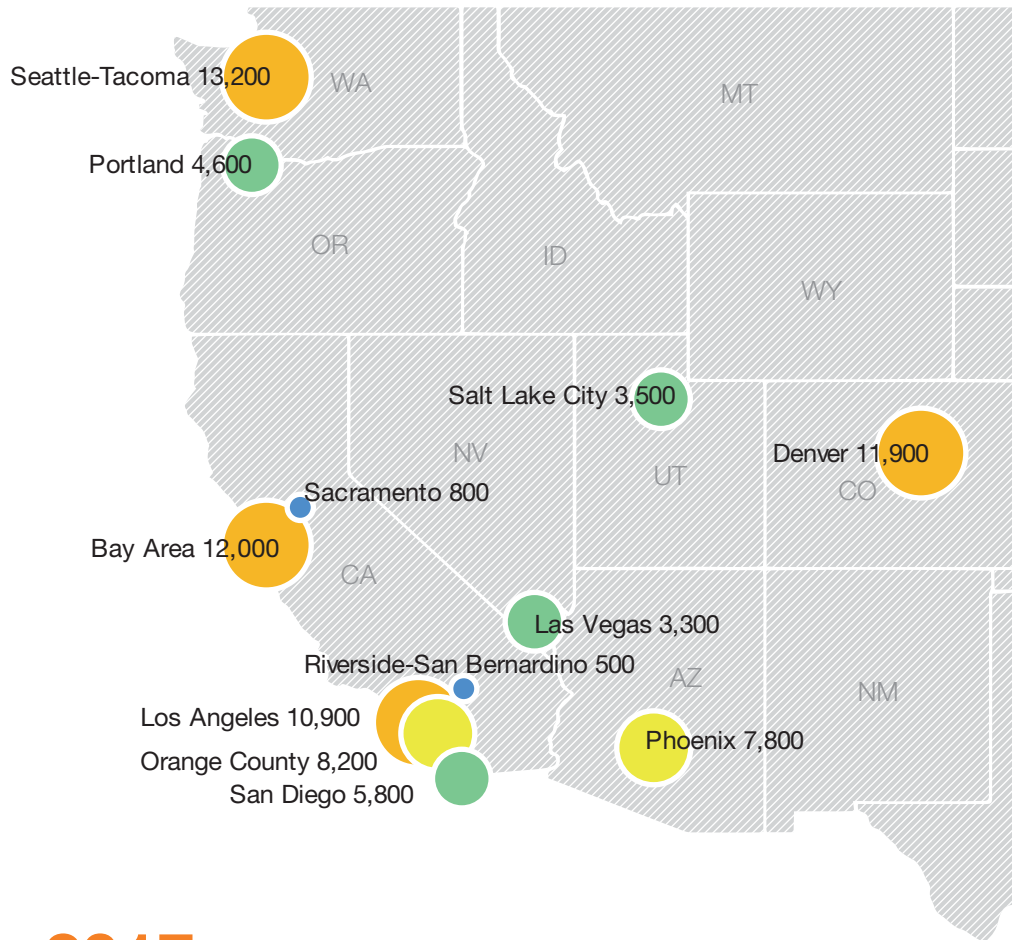 Seattle-Tacoma 13,200
WA
MT
Portland 4,600
OR
ID
WY
Salt Lake City 3,500
NV
Denver 11,900
UT
CO
Sacramento 800
Bay Area 12,000
CA
Las Vegas 3,300
Riverside-San Bernardino 500
AZ
NM
Los Angeles 10,900
Phoenix 7,800
Orange County 8,200
San Diego 5,800